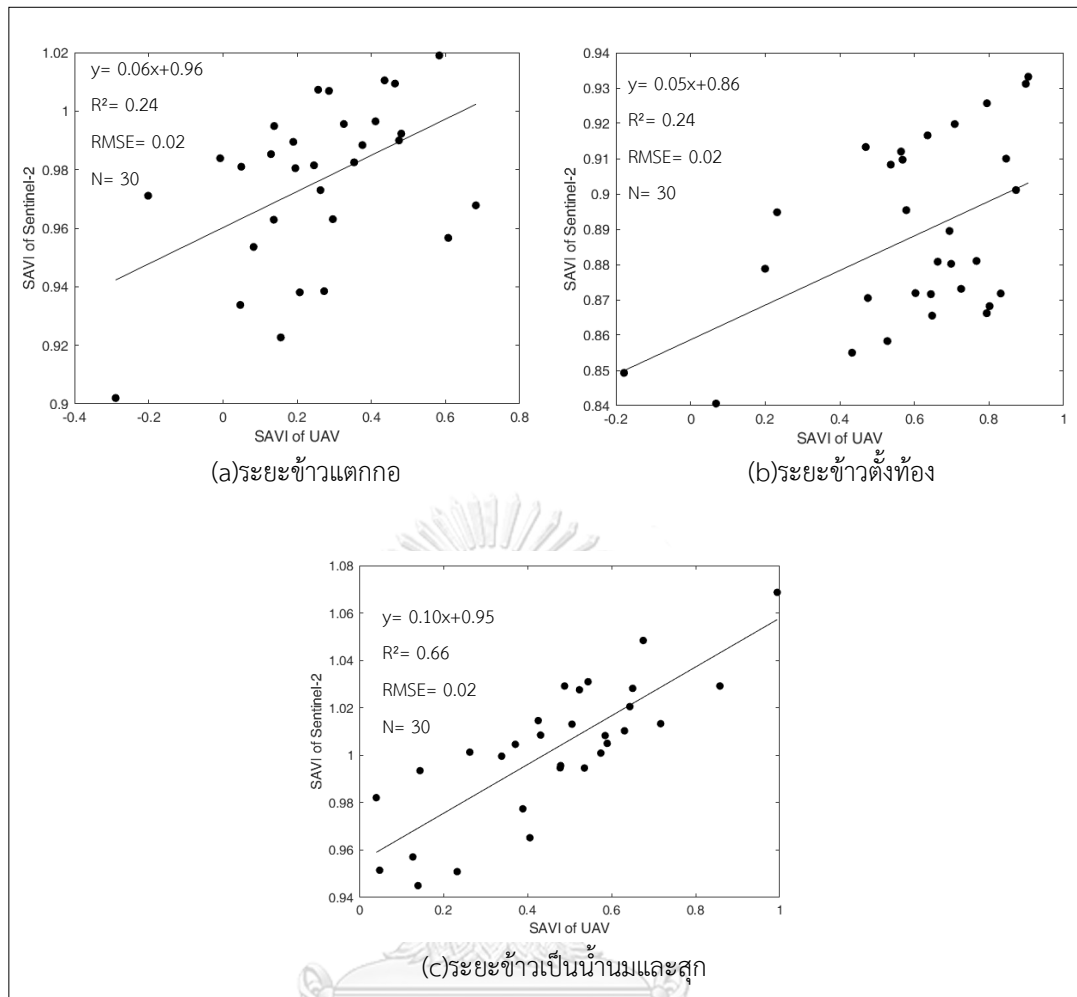 1.02
1
0.98
0.96
0.94
0.92
0.9
SAVI of Sentinel-2
y= 0.06x+0.96
R²= 0.24
RMSE= 0.02
N= 30
-0.4 -0.2 0 0.2 0.4 0.6 0.8
SAVI of UAV
(a)ระยะข้าวแตกกอ
0.94
0.93
0.92
0.91
0.9
0.89
0.88
0.87
0.86
0.85
0.84
SAVI of Sentinel-2
y= 0.05x+0.86
R²= 0.24
RMSE= 0.02
N= 30
-0.2 0 0.2 0.4 0.6 0.8 1
SAVI of UAV
(b)ระยะข้าวตั้งท้อง
1.08
1.06
1.04
1.02
1
0.98
0.96
0.94
SAVI of Sentinel-2
y= 0.10x+0.95
R²= 0.66
RMSE= 0.02
N= 30
0 0.2 0.4 0.6 0.8 1
SAVI of UAV
(c)ระยะข้าวเป็นน้ำนมและสุก